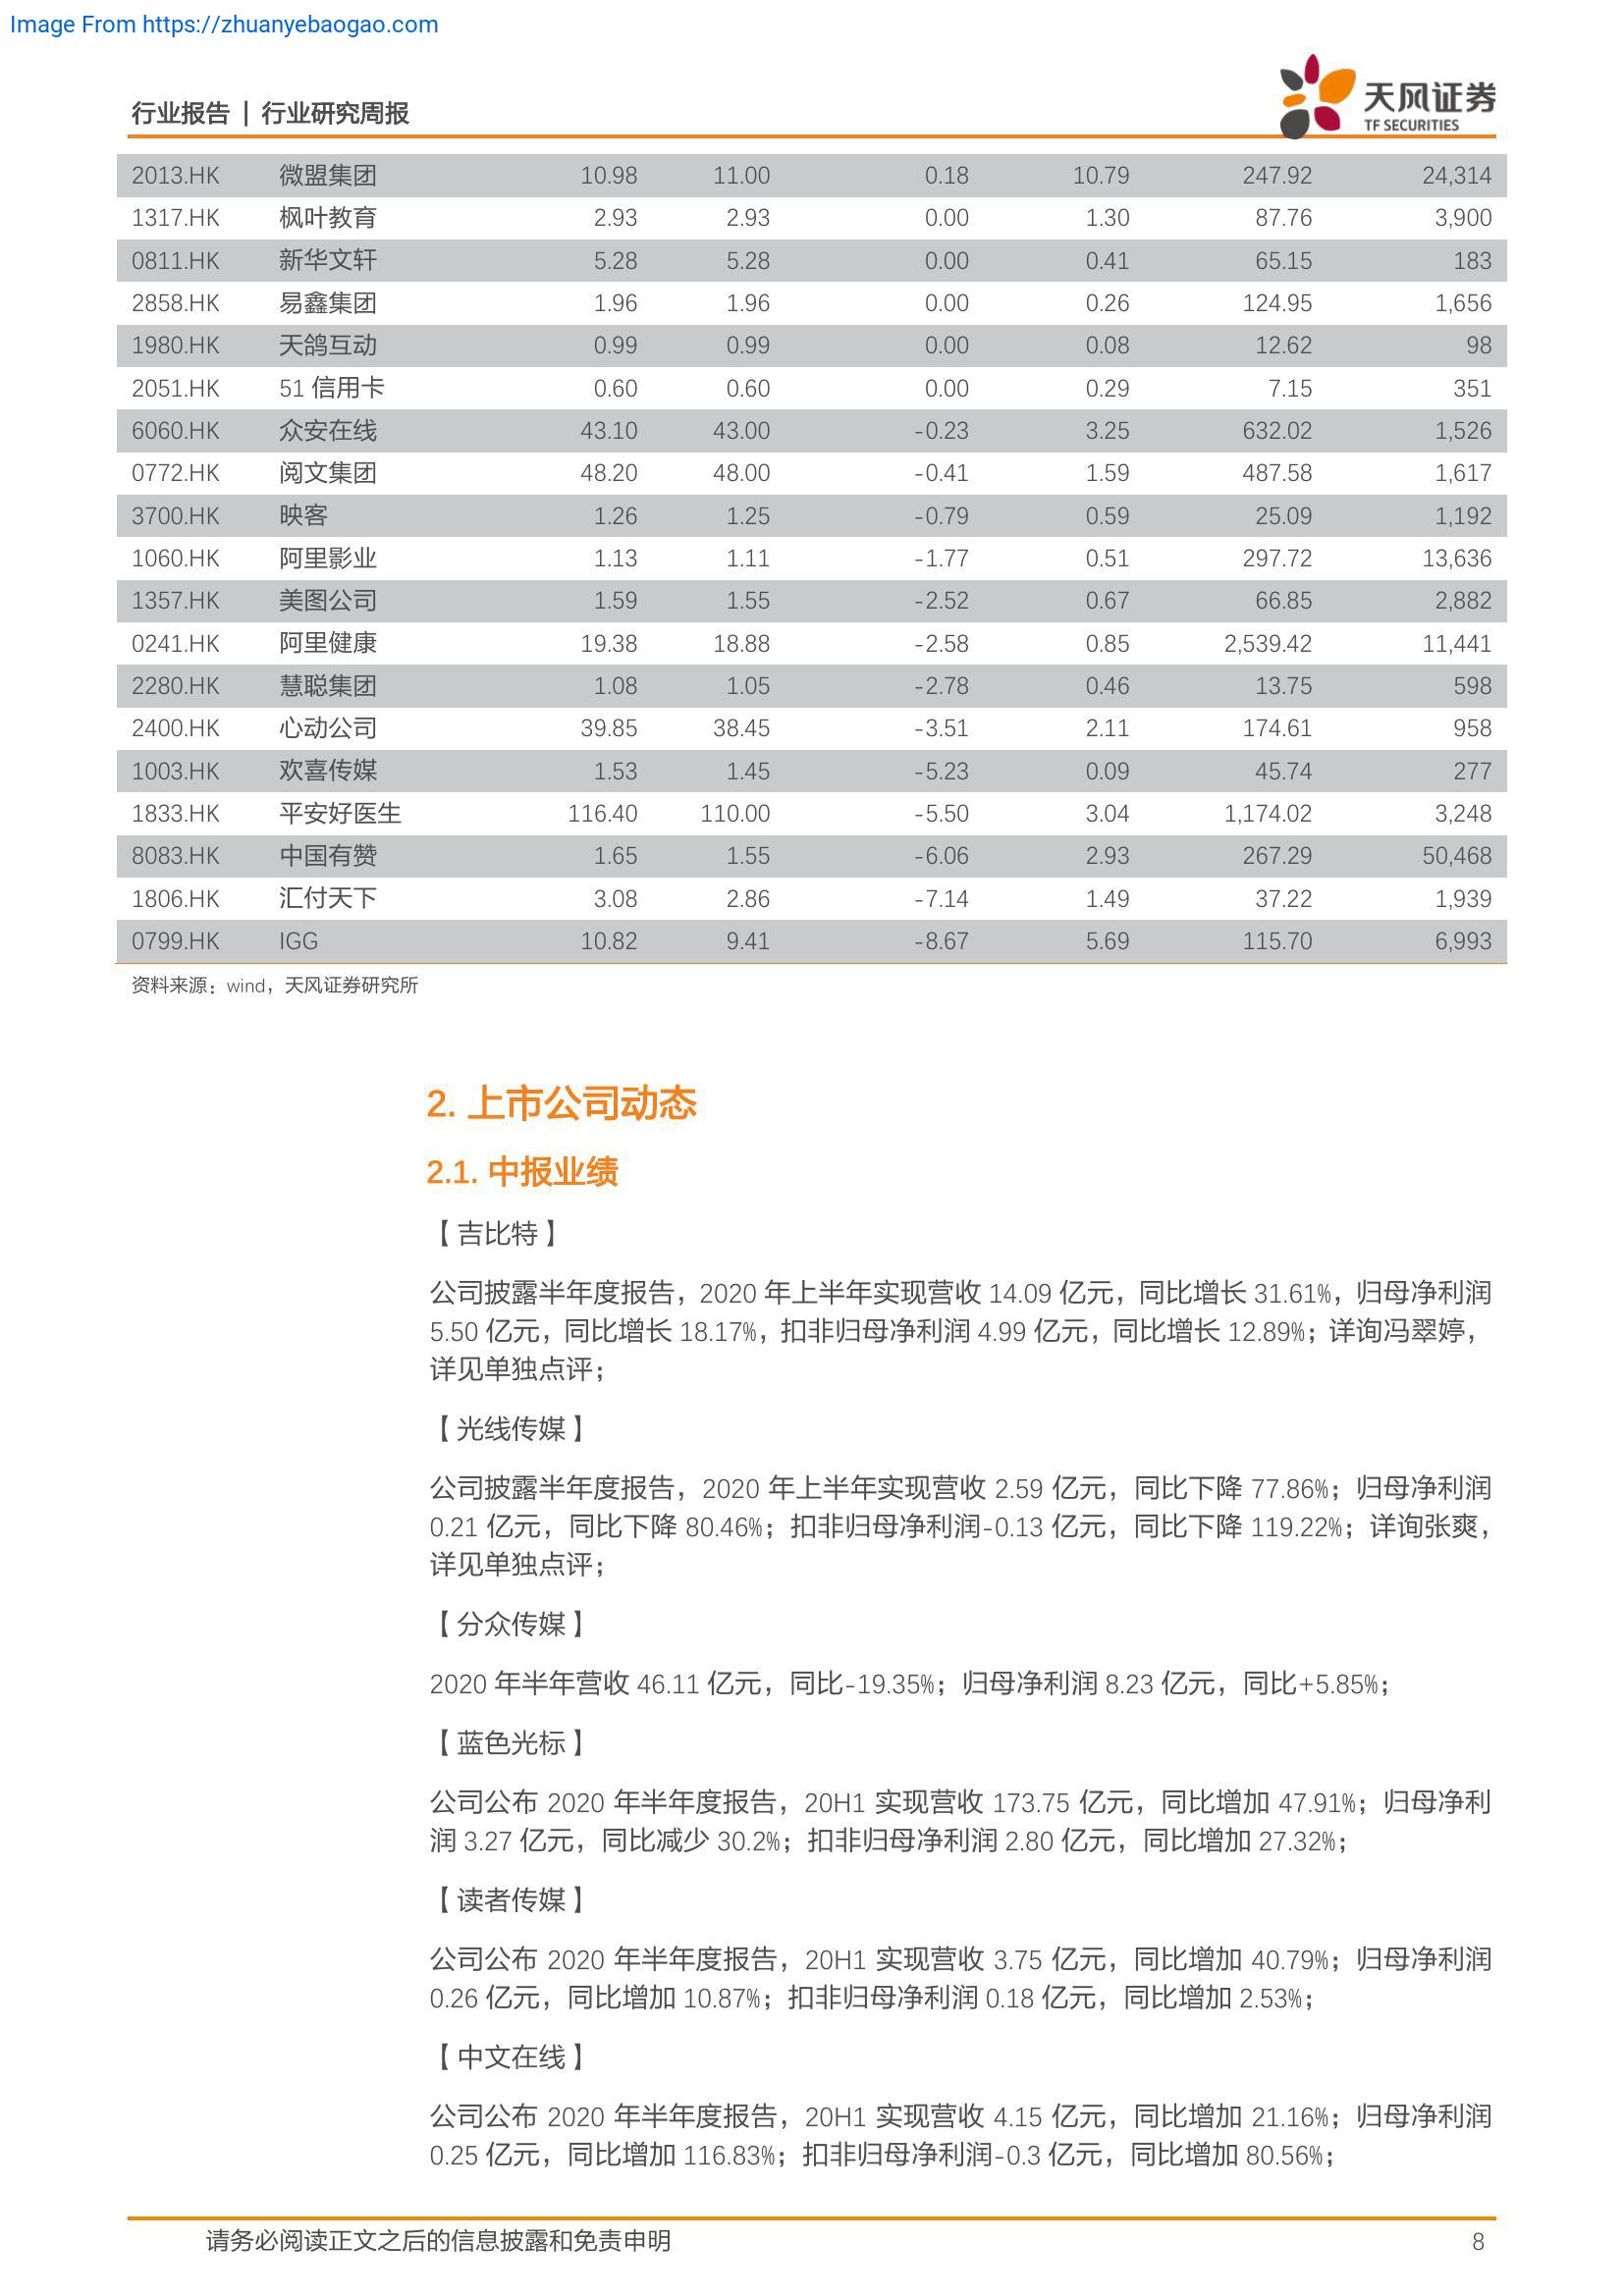 Image From https://zhuanyebaogao.com
行业报告 | 行业研究周报
天风证券
TF SECURITIES
2013.HK 微盟集团 10.98 11.00 0.18 10.79 247.92 24,314
1317.HK 枫叶教育 2.93 2.93 0.00 1.30 87.76 3,900
0811.HK 新华文轩 5.28 5.28 0.00 0.41 65.15 183
2858.HK 易鑫集团 1.96 1.96 0.00 0.26 124.95 1,656
1980.HK 天鸽互动 0.99 0.99 0.00 0.08 12.62 98
2051.HK 51 信用卡 0.60 0.60 0.00 0.29 7.15 351
6060.HK 众安在线 43.10 43.00 -0.23 3.25 632.02 1,526
0772.HK 阅文集团 48.20 48.00 -0.41 1.59 487.58 1,617
3700.HK 映客 1.26 1.25 -0.79 0.59 25.09 1,192
1060.HK 阿里影业 1.13 1.11 -1.77 0.51 297.72 13,636
1357.HK 美图公司 1.59 1.55 -2.52 0.67 66.85 2,882
0241.HK 阿里健康 19.38 18.88 -2.58 0.85 2,539.42 11,441
2280.HK 慧聪集团 1.08 1.05 -2.78 0.46 13.75 598
2400.HK 心动公司 39.85 38.45 -3.51 2.11 174.61 958
1003.HK 欢喜传媒 1.53 1.45 -5.23 0.09 45.74 277
1833.HK 平安好医生 116.40 110.00 -5.50 3.04 1,174.02 3,248
8083.HK 中国有赞 1.65 1.55 -6.06 2.93 267.29 50,468
1806.HK 汇付天下 3.08 2.86 -7.14 1.49 37.22 1,939
0799.HK IGG 10.82 9.41 -8.67 5.69 115.70 6,993
资料来源：wind，天风证券研究所
2. 上市公司动态
2.1. 中报业绩
【吉比特】
公司披露半年度报告，2020 年上半年实现营收 14.09 亿元，同比增长 31.61%，归母净利润
5.50 亿元，同比增长 18.17%，扣非归母净利润 4.99 亿元，同比增长 12.89%；详询冯翠婷，
详见单独点评；
【光线传媒】
公司披露半年度报告，2020 年上半年实现营收 2.59 亿元，同比下降 77.86%；归母净利润
0.21 亿元，同比下降 80.46%；扣非归母净利润-0.13 亿元，同比下降 119.22%；详询张爽，
详见单独点评；
【分众传媒】
2020 年半年营收 46.11 亿元，同比-19.35%；归母净利润 8.23 亿元，同比+5.85%；
【蓝色光标】
公司公布 2020 年半年度报告，20H1 实现营收 173.75 亿元，同比增加 47.91%；归母净利
润 3.27 亿元，同比减少 30.2%；扣非归母净利润 2.80 亿元，同比增加 27.32%；
【读者传媒】
公司公布 2020 年半年度报告，20H1 实现营收 3.75 亿元，同比增加 40.79%；归母净利润
0.26 亿元，同比增加 10.87%；扣非归母净利润 0.18 亿元，同比增加 2.53%；
【中文在线】
公司公布 2020 年半年度报告，20H1 实现营收 4.15 亿元，同比增加 21.16%；归母净利润
0.25 亿元，同比增加 116.83%；扣非归母净利润-0.3 亿元，同比增加 80.56%；
请务必阅读正文之后的信息披露和免责申明 8